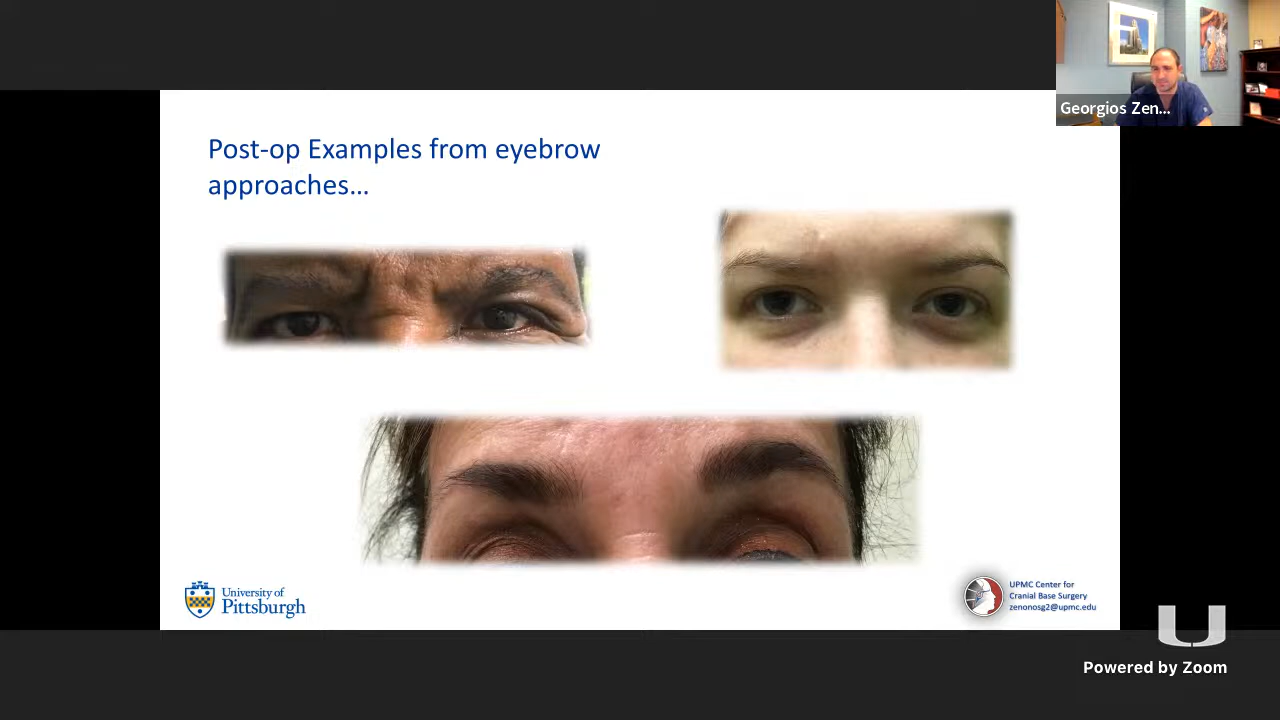 Georgios Zen...
Post-op Examples from eyebrow
approaches...
University of
Pittsburgh
UPMC Center for
Cranial Base Surgery
zenonosg2@upmc.edu
U
Powered by Zoom